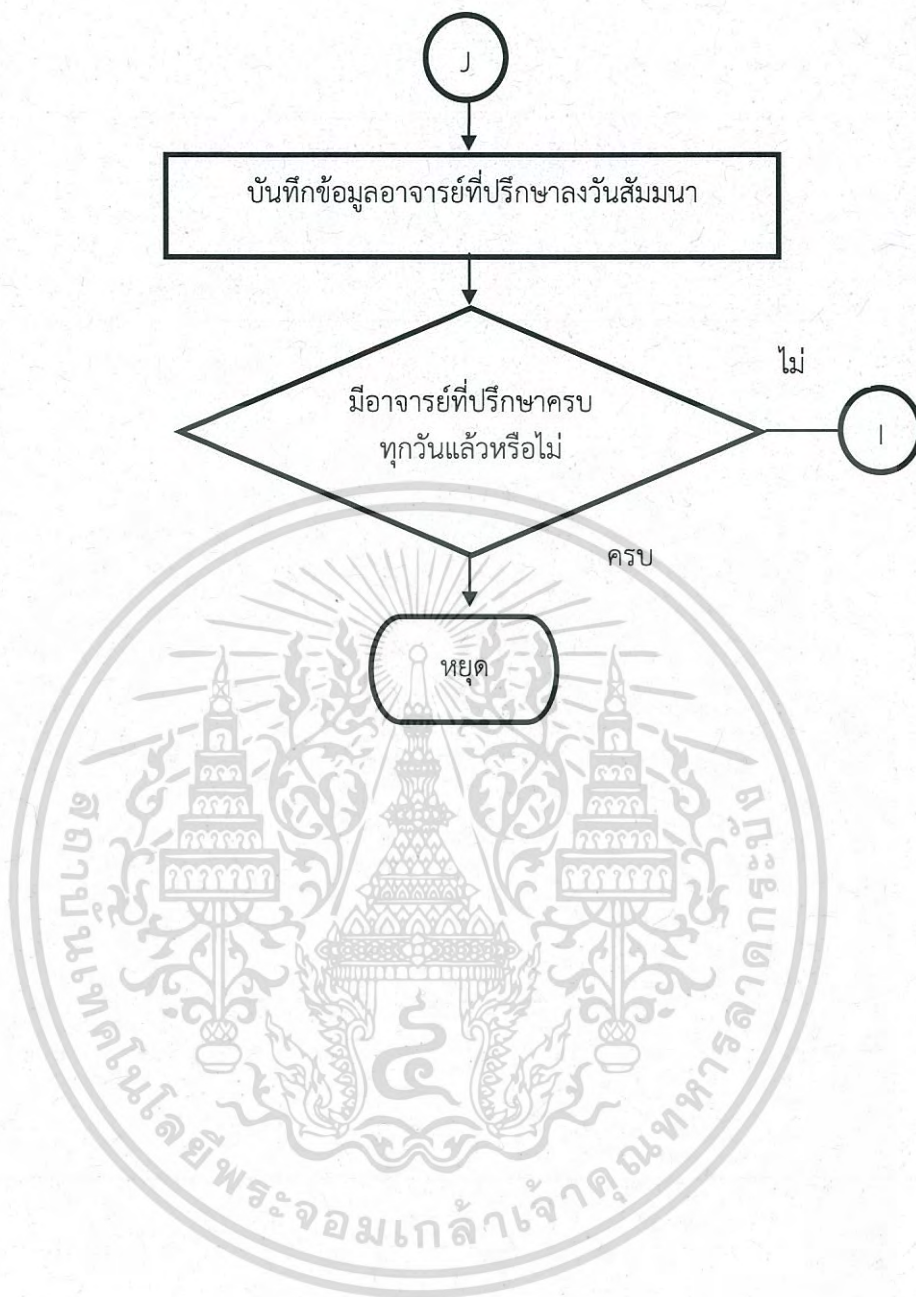 J
บันทึกข้อมูลอาจารย์ที่ปรึกษาลงวันสัมมนา
ไม่
มีอาจารย์ที่ปรึกษาครบ
ทุกวันแล้วหรือไม่
I
ครบ
หยุด
สถาบันเทคโนโลยีพระจอมเกล้าเจ้าคุณทหารลาดกระบัง